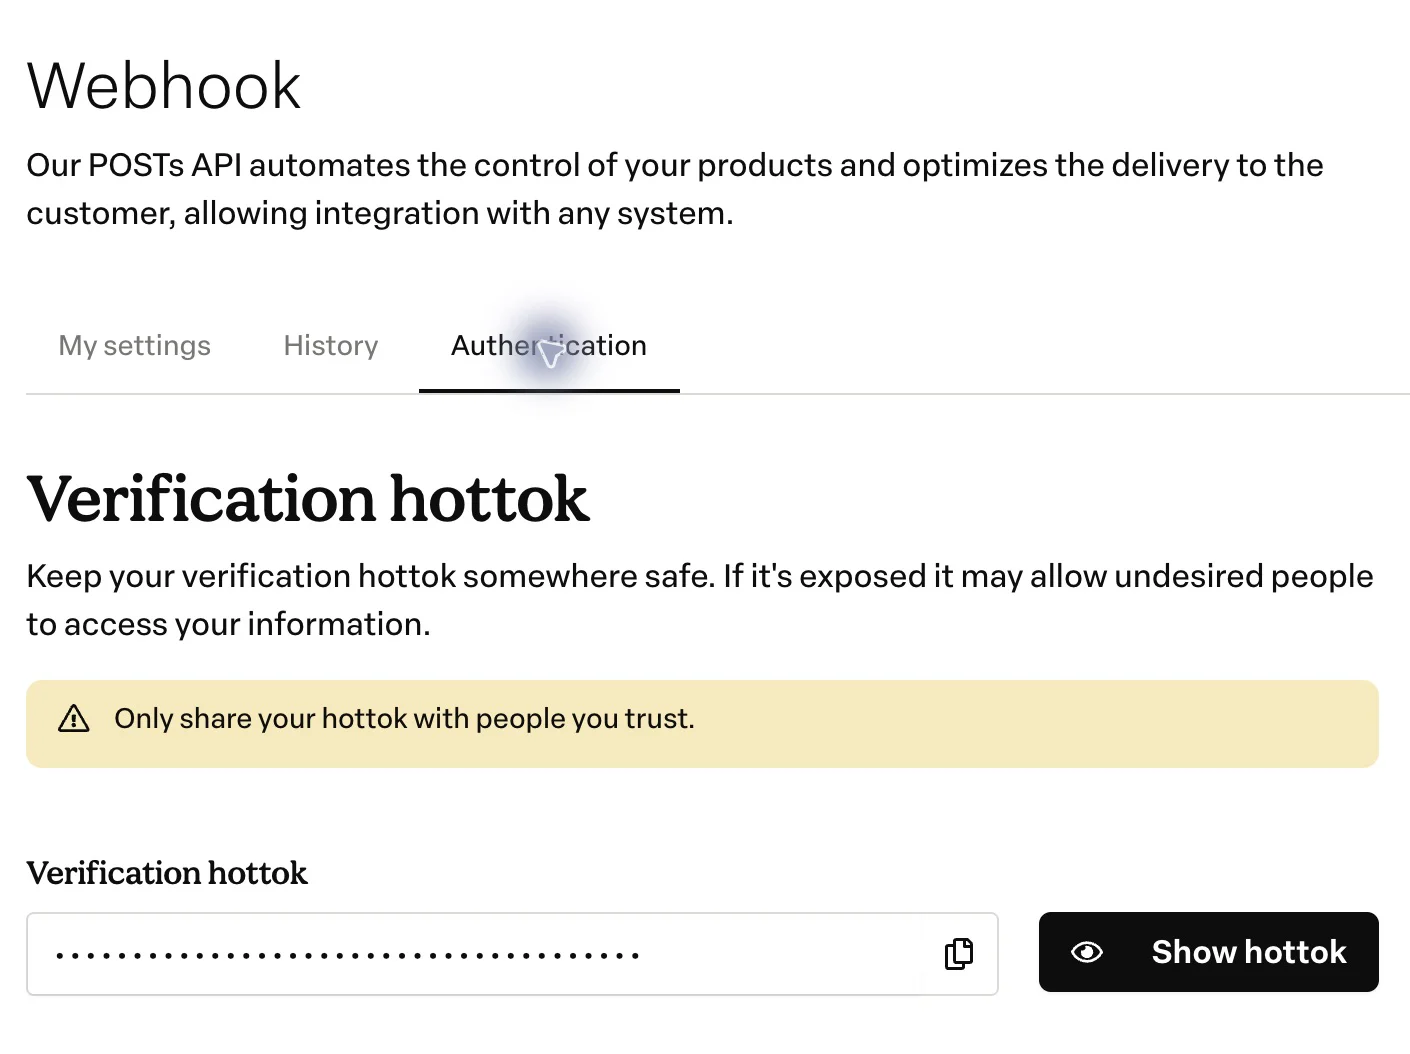 Webhook
Our POSTs API automates the control of your products and optimizes the delivery to the
customer, allowing integration with any system.
My settings
History
Authentication
Verification hottok
Keep your verification hottok somewhere safe. If it's exposed it may allow undesired people
to access your information.
Only share your hottok with people you trust.
Verification hottok
Show hottok